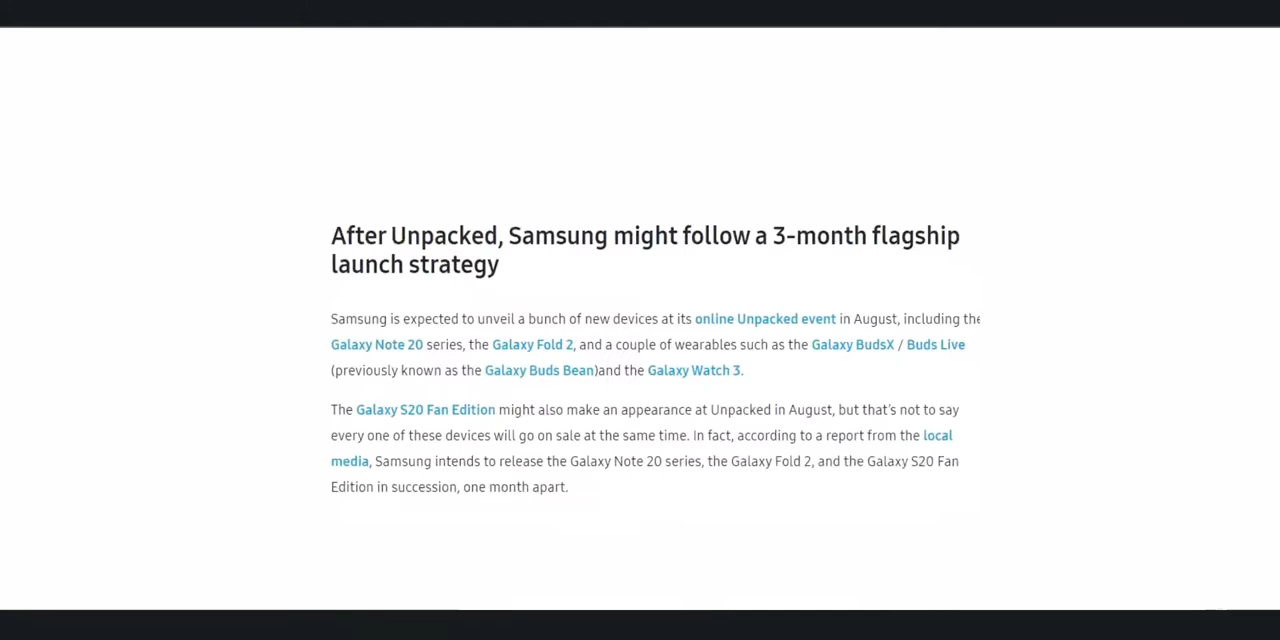 After Unpacked, Samsung might follow a 3-month flagship
launch strategy
Samsung is expected to unveil a bunch of new devices at its online Unpacked event in August, including the
Galaxy Note 20 series, the Galaxy Fold 2, and a couple of wearables such as the Galaxy BudsX / Buds Live
(previously known as the Galaxy Buds Bean)and the Galaxy Watch 3.
The Galaxy S20 Fan Edition might also make an appearance at Unpacked in August, but that's not to say
every one of these devices will go on sale at the same time. In fact, according to a report from the local
media, Samsung intends to release the Galaxy Note 20 series, the Galaxy Fold 2, and the Galaxy S20 Fan
Edition in succession, one month apart.